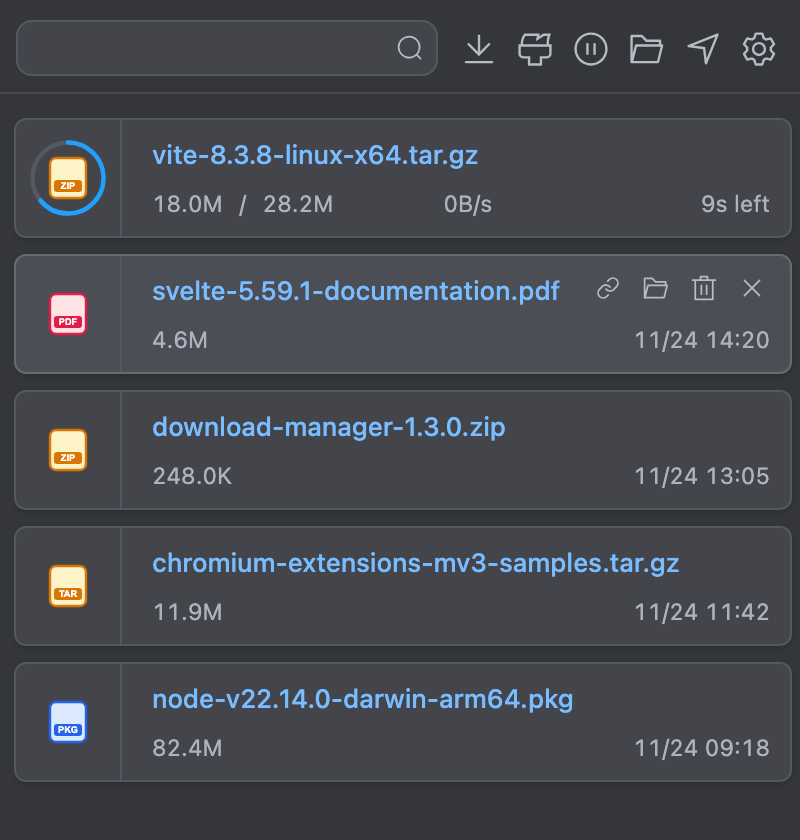 ZIP
vite-8.3.8-linux-x64.tar.gz
18.0M / 28.2M 0B/s 9s left
PDF
svelte-5.59.1-documentation.pdf
4.6M 11/24 14:20
ZIP
download-manager-1.3.0.zip
248.0K 11/24 13:05
TAR
chromium-extensions-mv3-samples.tar.gz
11.9M 11/24 11:42
PKG
node-v22.14.0-darwin-arm64.pkg
82.4M 11/24 09:18